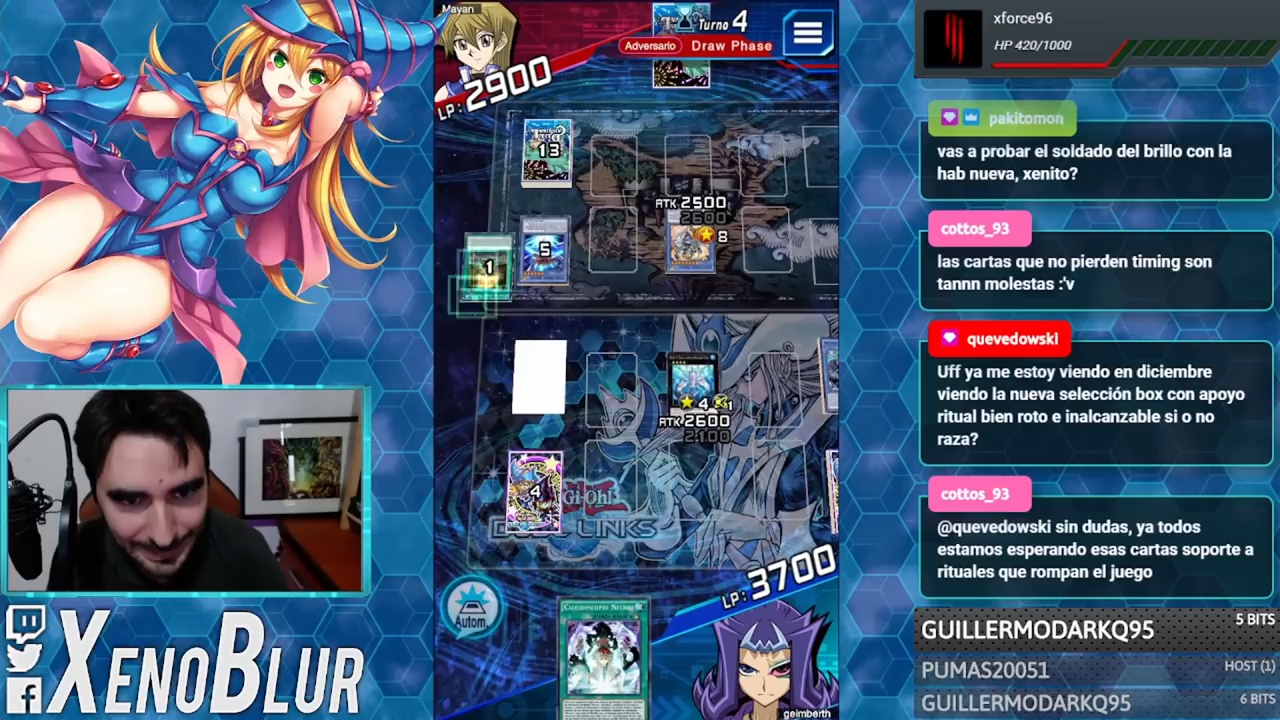 Mayan
LP: 2900
Turno 4
Adversario
Draw Phase
13
ATK 2500
2600
8
5
1
4
1
ATK 2600
2100
4
Gi-Oh!
DUEL LINKS
LP: 3700
Autom.
CALEIDOSCOPIO NECROZ
geimberth
XENOBLUR
xforce96
HP 420/1000
pakitomon
vas a probar el soldado del brillo con la
hab nueva, xenito?
cottos_93
las cartas que no pierden timing son
tannn molestas :'v
quevedowski
Uff ya me estoy viendo en diciembre
viendo la nueva selección box con apoyo
ritual bien roto e inalcanzable si o no
raza?
cottos_93
@quevedowski sin dudas, ya todos
estamos esperando esas cartas soporte a
rituales que rompan el juego
GUILLERMODARKQ95
5 BITS
PUMAS20051
HOST (1)
GUILLERMODARKQ95
6 BITS